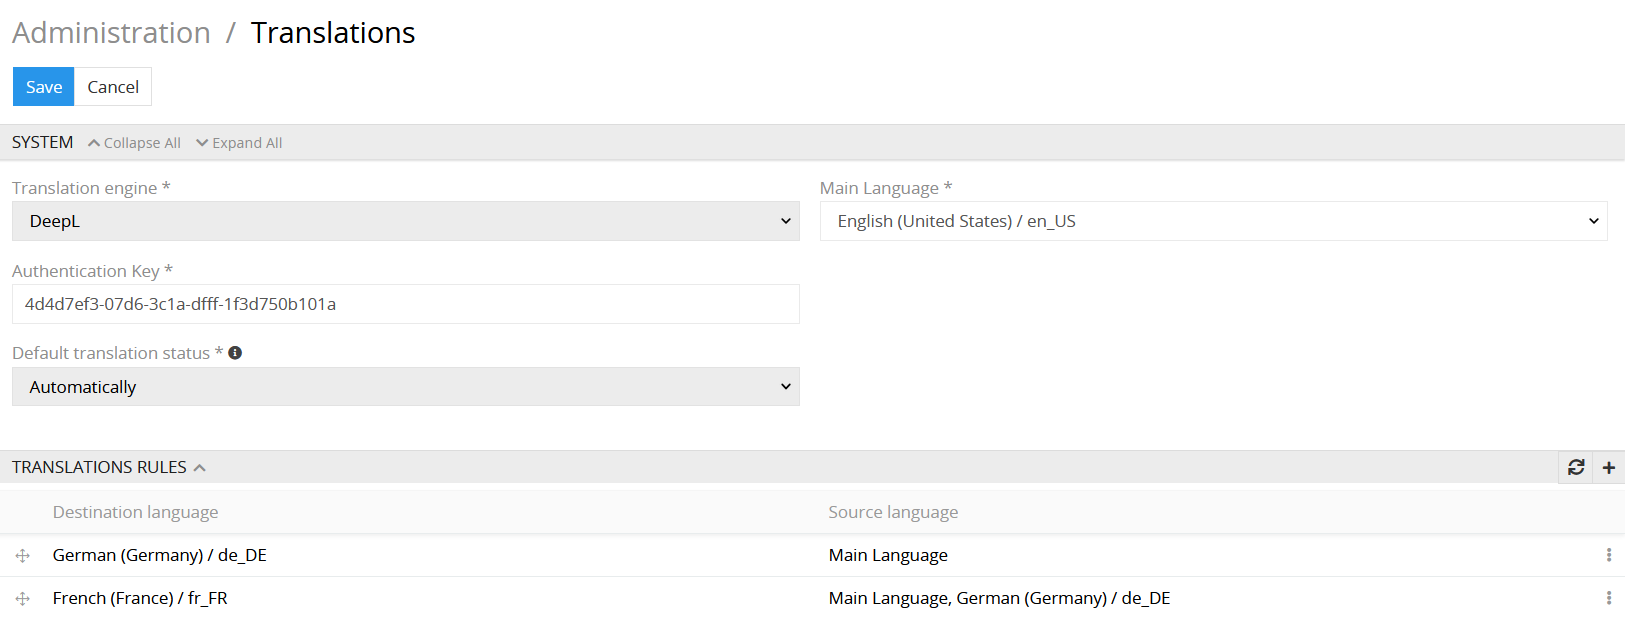 Administration / Translations
Save Cancel
SYSTEM Collapse All Expand All
Translation engine * Main Language *
DeepL English (United States) / en_US
Authentication Key *
4d4d7ef3-07d6-3c1a-dfff-1f3d750b101a
Default translation status *
Automatically
TRANSLATIONS RULES
Destination language Source language
German (Germany) / de_DE Main Language
French (France) / fr_FR Main Language, German (Germany) / de_DE